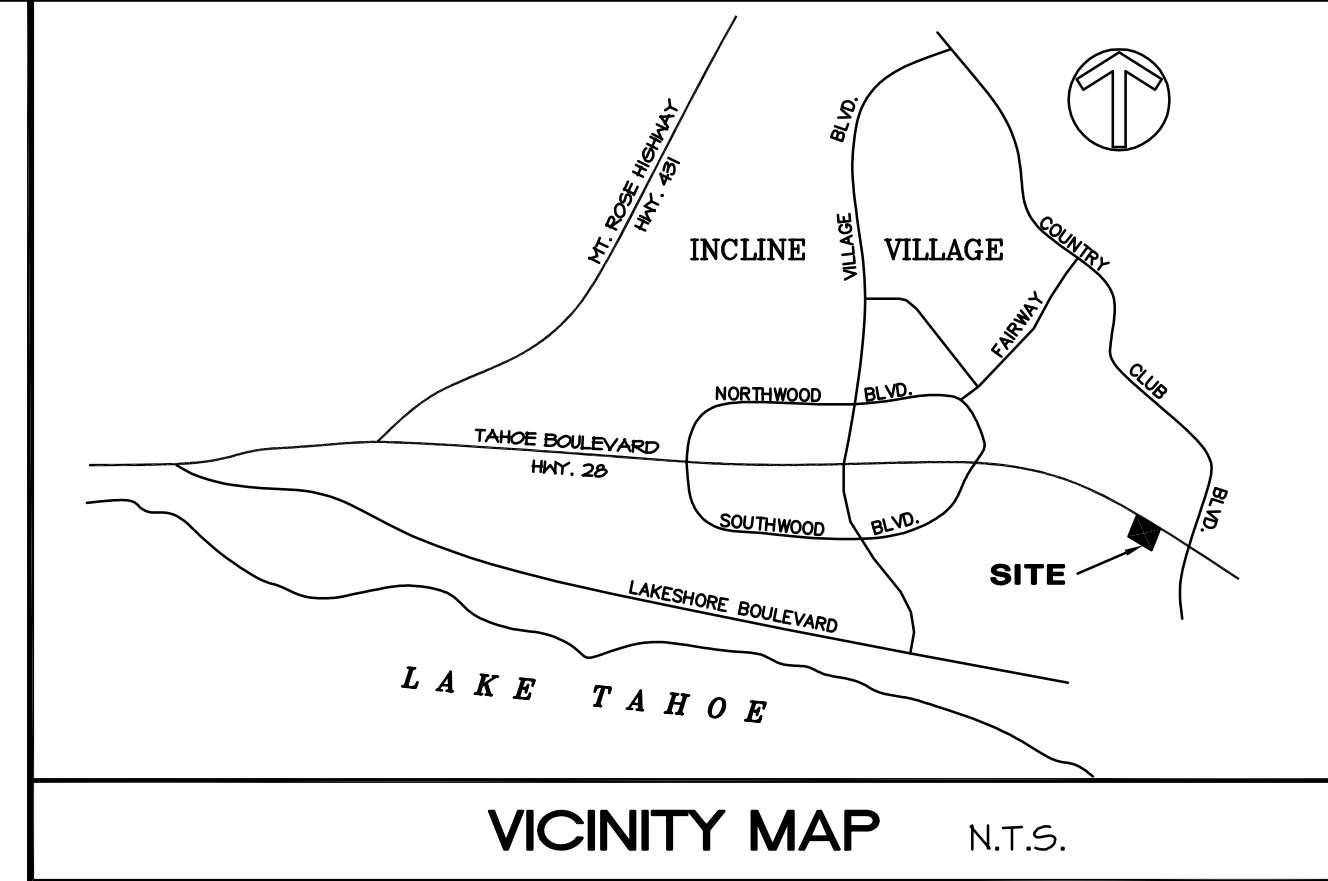 MT. ROSE HIGHWAY
HWY. 431
INCLINE VILLAGE
VILLAGE BLVD.
COUNTRY CLUB BLVD.
FAIRWAY
NORTHWOOD BLVD.
TAHOE BOULEVARD
HWY. 28
SOUTHWOOD BLVD.
SITE
LAKESHORE BOULEVARD
LAKE TAHOE
VICINITY MAP N.T.S.